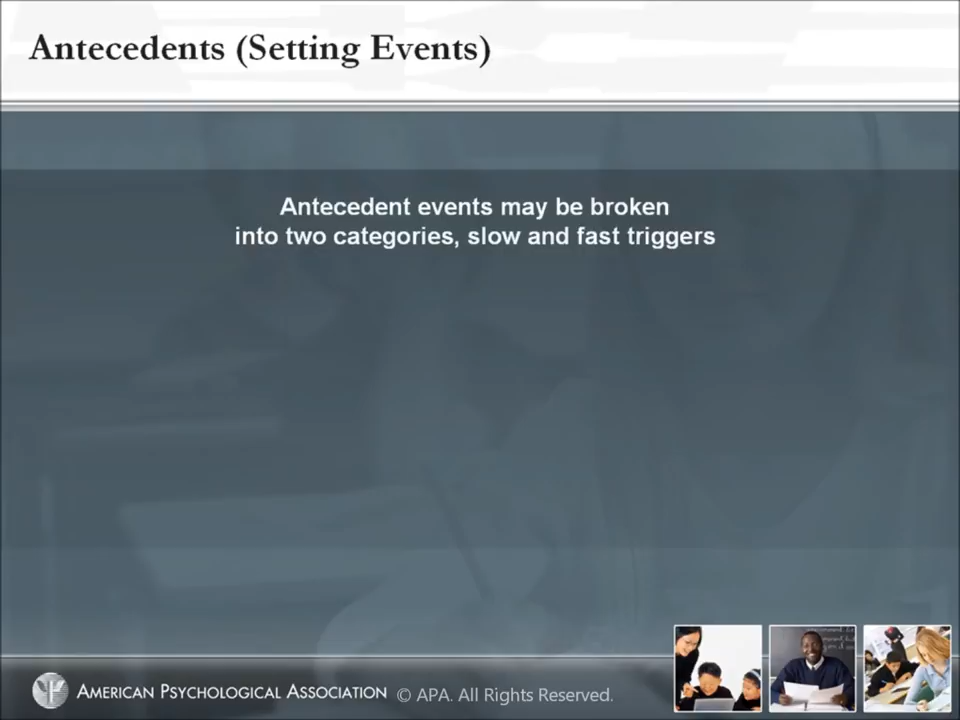 Antecedents (Setting Events)
Antecedent events may be broken
into two categories, slow and fast triggers
American Psychological Association © APA. All Rights Reserved.